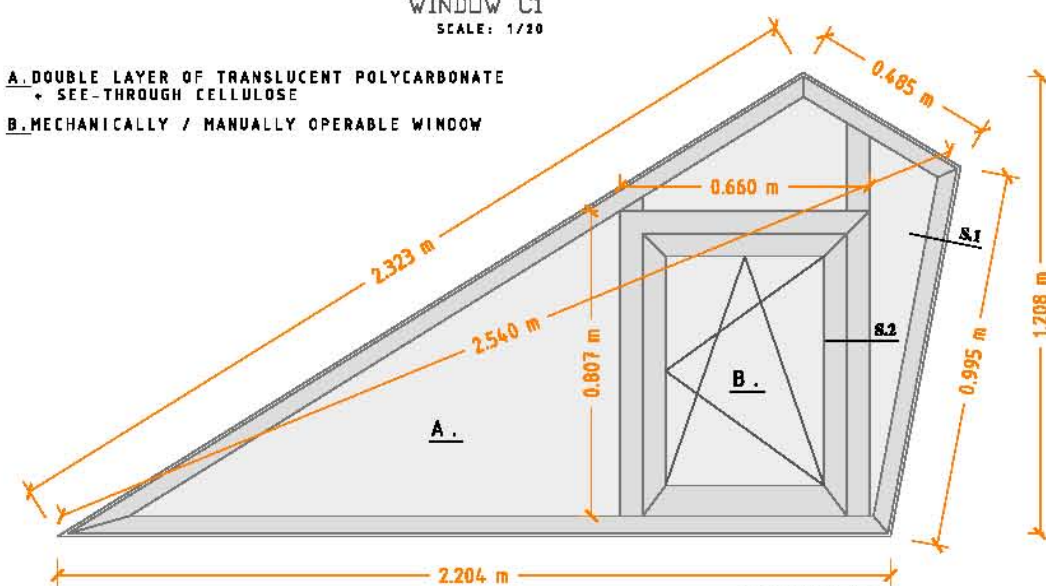 WINDOW C1
SCALE: 1/20
A. DOUBLE LAYER OF TRANSLUCENT POLYCARBONATE
+ SEE-THROUGH CELLULOSE
B. MECHANICALLY / MANUALLY OPERABLE WINDOW
0.485 m
0.660 m
S.1
2.323 m
1.208 m
2.540 m
0.807 m
S.2
0.995 m
B.
A.
2.204 m